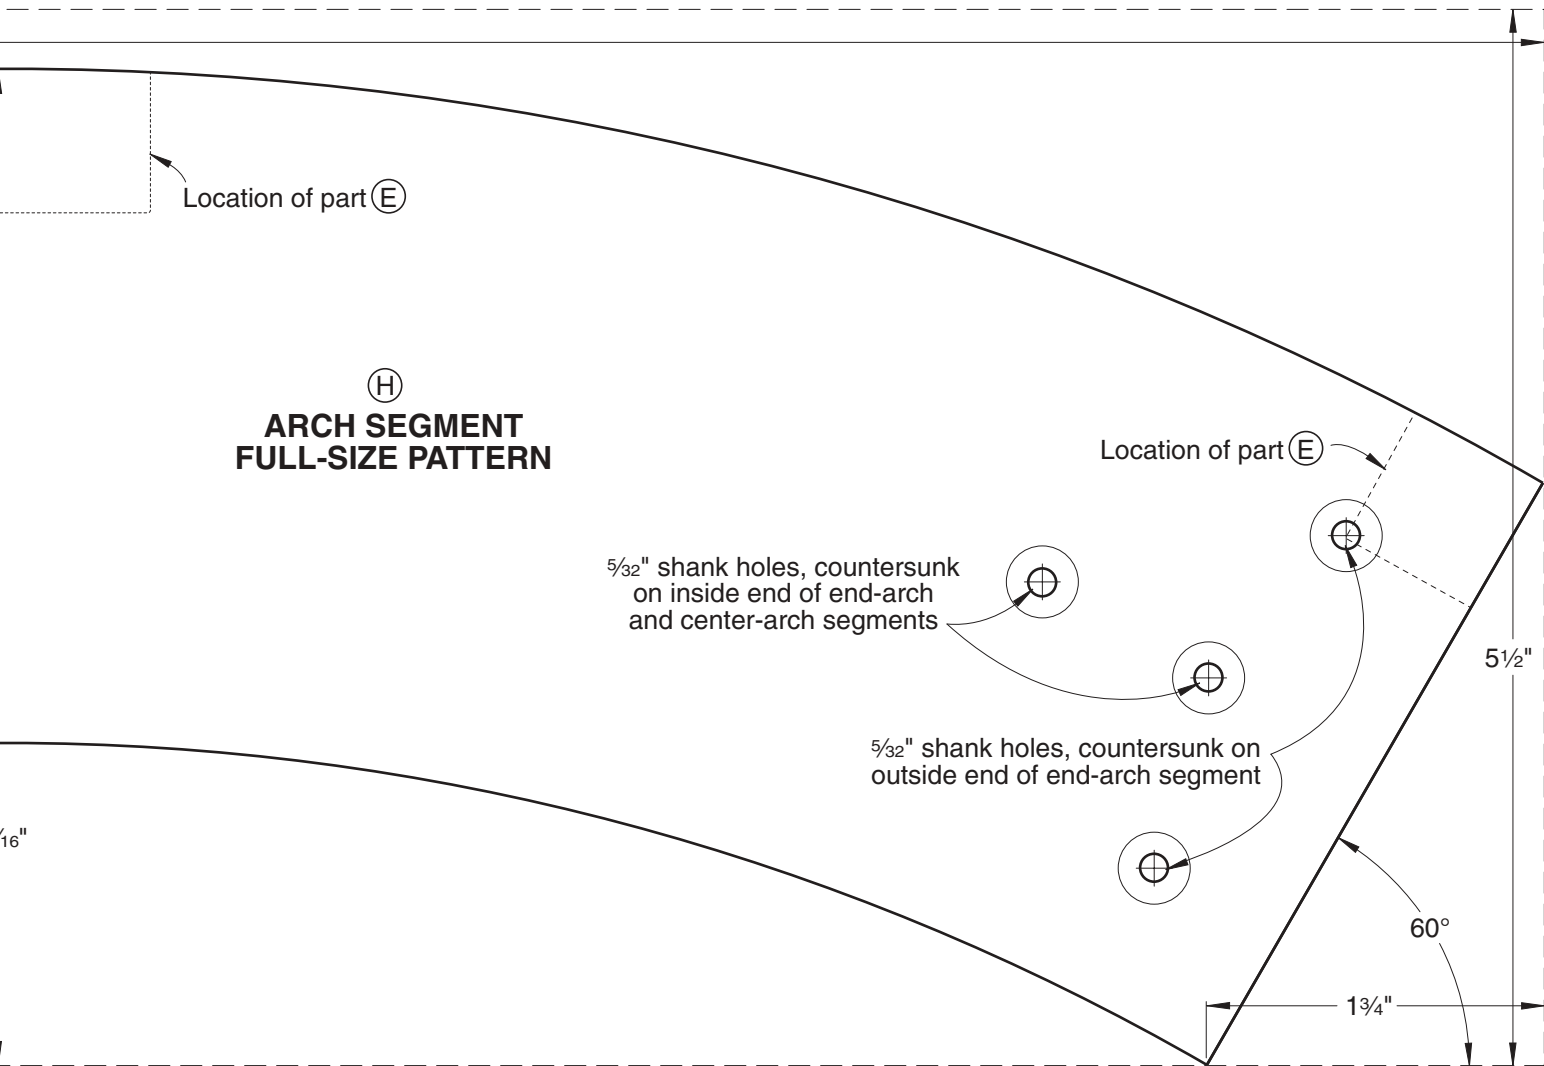 Location of part E
H
ARCH SEGMENT
FULL-SIZE PATTERN
Location of part E
5/32" shank holes, countersunk
on inside end of end-arch
and center-arch segments
5½"
5/32" shank holes, countersunk on
outside end of end-arch segment
/16"
60°
1¾"